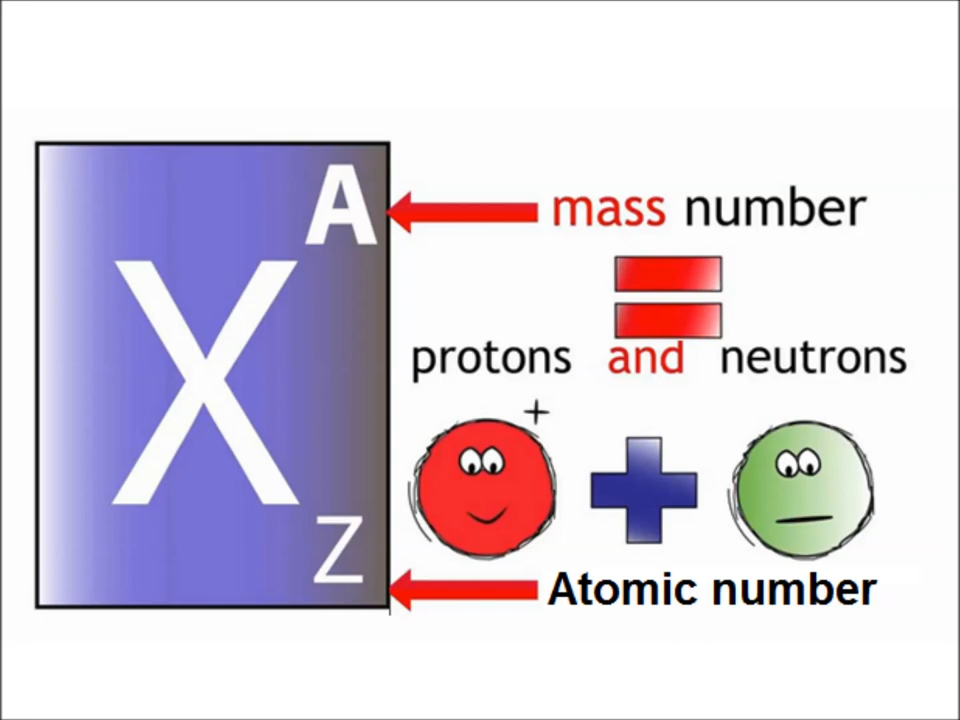 A
mass number
X
protons and neutrons
+
Z
Atomic number